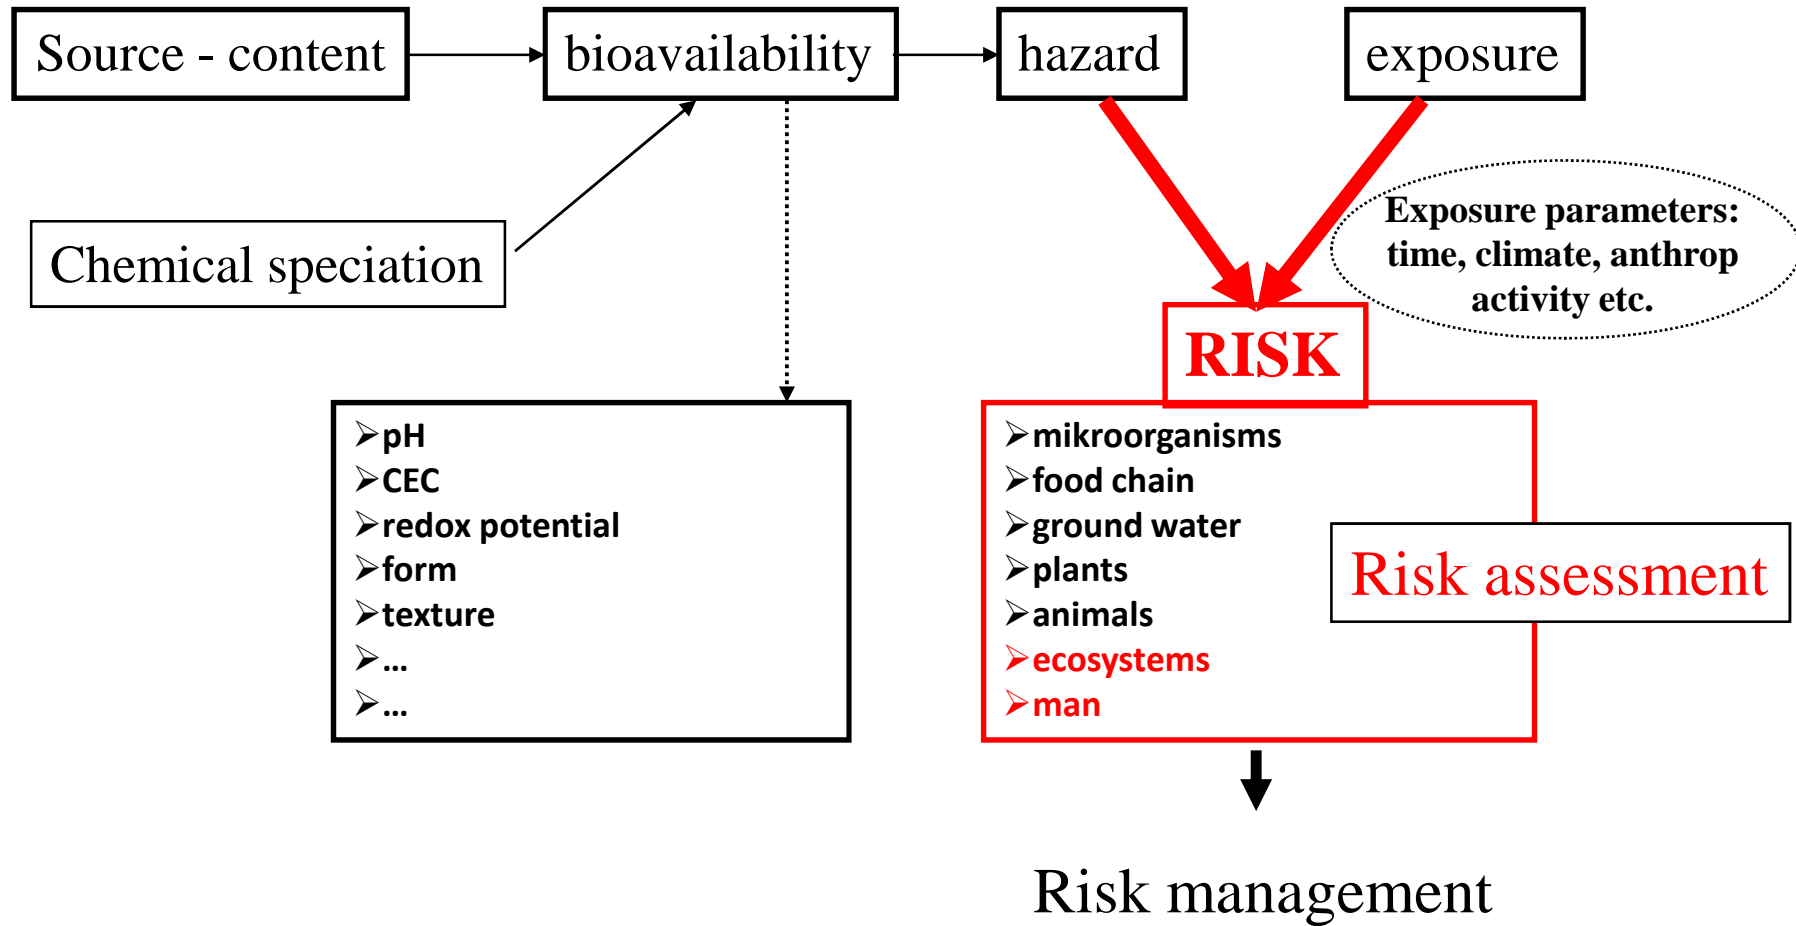 Source - content
bioavailability
hazard
exposure
Chemical speciation
Exposure parameters:
time, climate, anthrop
activity etc.
RISK
➢pH
➢CEC
➢redox potential
➢form
➢texture
➢...
➢...
➢mikroorganisms
➢food chain
➢ground water
➢plants
➢animals
➢ecosystems
➢man
Risk assessment
Risk management